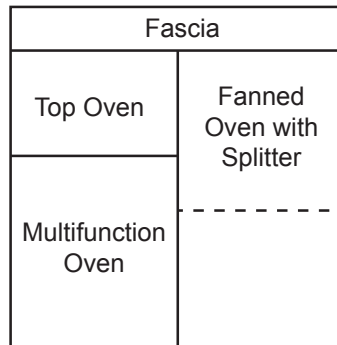 Fascia
Top Oven
Fanned
Oven with
Splitter
Multifunction
Oven